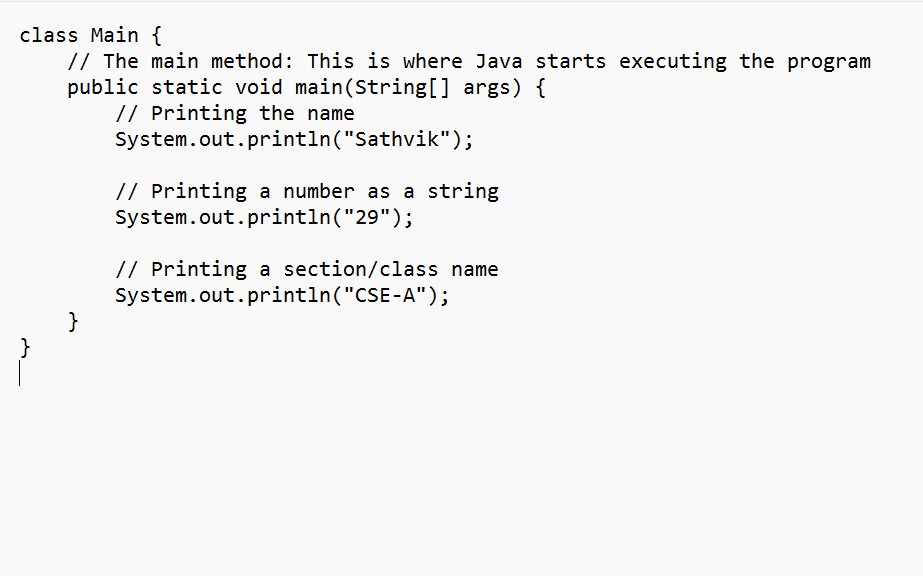 class Main {
    // The main method: This is where Java starts executing the program
    public static void main(String[] args) {
        // Printing the name
        System.out.println("Sathvik");

        // Printing a number as a string
        System.out.println("29");

        // Printing a section/class name
        System.out.println("CSE-A");
    }
}